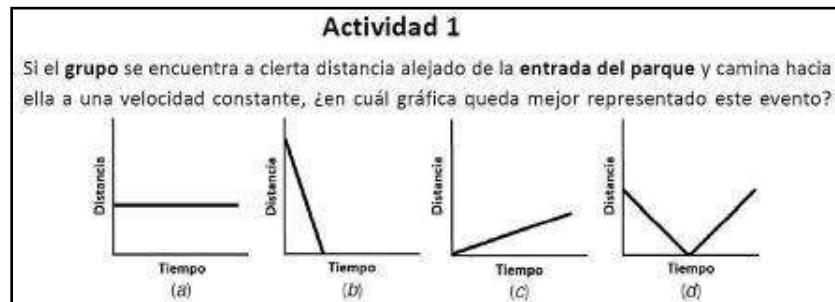 Actividad 1
Si el grupo se encuentra a cierta distancia alejado de la entrada del parque y camina hacia
ella a una velocidad constante, ¿en cuál gráfica queda mejor representado este evento?
Distancia
Tiempo
(a)
Distancia
Tiempo
(b)
Distancia
Tiempo
(c)
Distancia
Tiempo
(d)